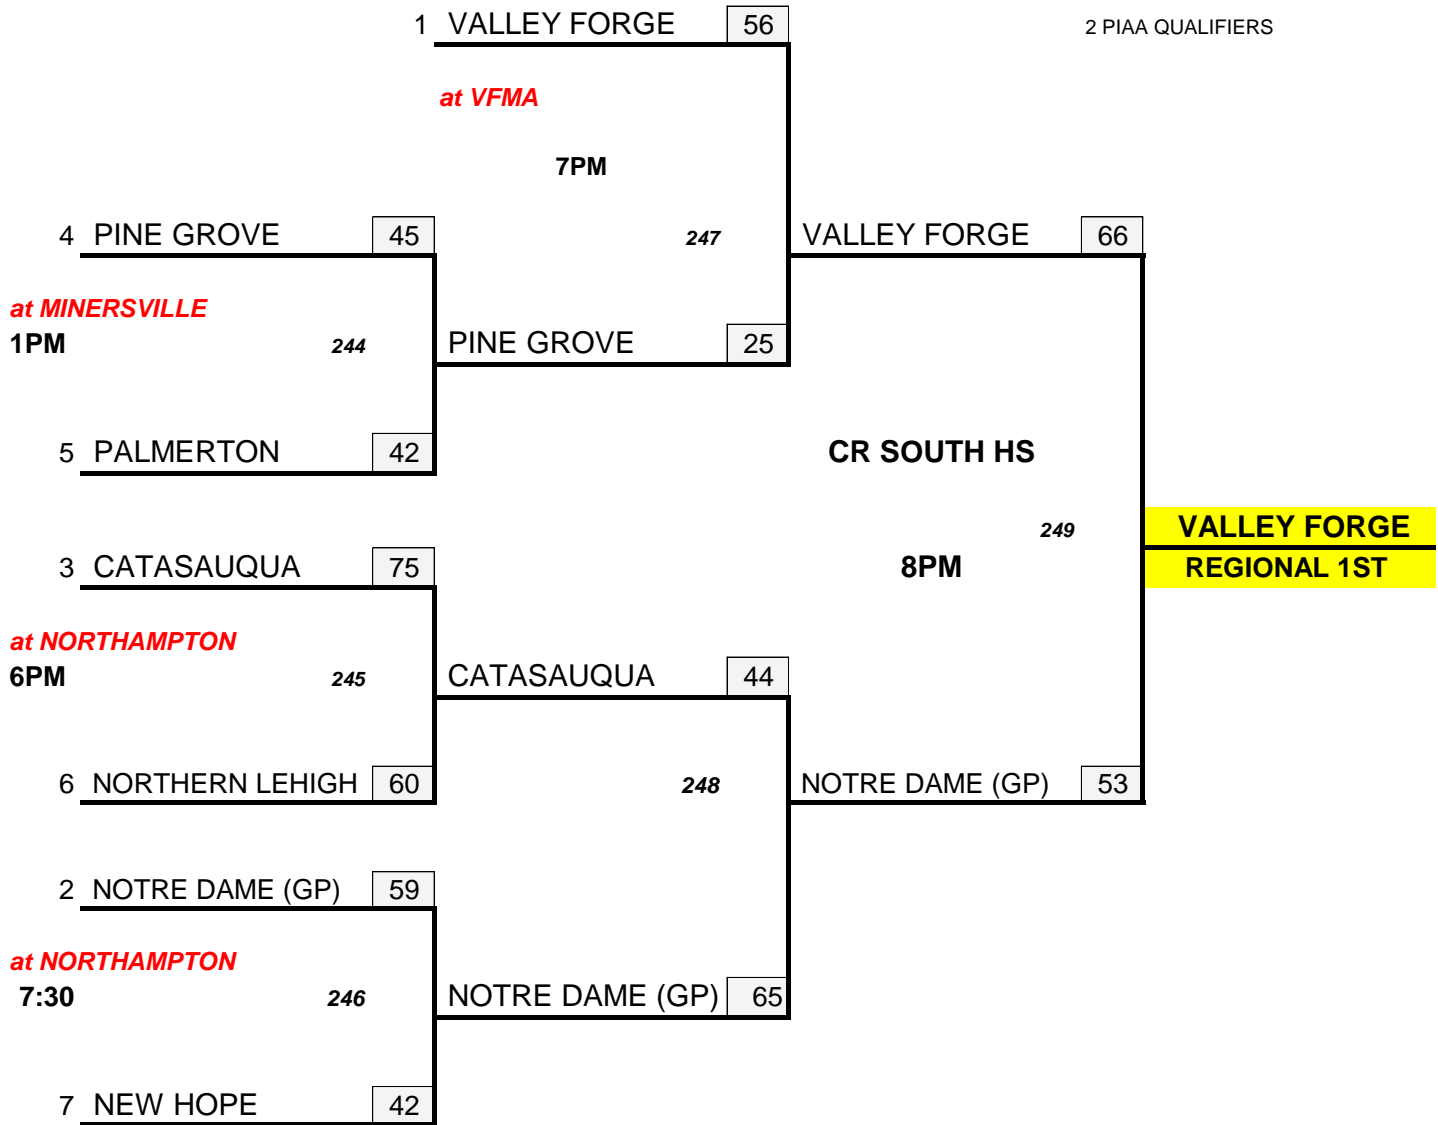 1 VALLEY FORGE 56
2 PIAA QUALIFIERS
at VFMA
7PM
4 PINE GROVE 45
247
VALLEY FORGE 66
at MINERSVILLE
1PM
244
PINE GROVE 25
5 PALMERTON 42
CR SOUTH HS
249
VALLEY FORGE
3 CATASAUQUA 75
8PM
REGIONAL 1ST
at NORTHAMPTON
6PM
245
CATASAUQUA 44
6 NORTHERN LEHIGH 60
248
NOTRE DAME (GP) 53
2 NOTRE DAME (GP) 59
at NORTHAMPTON
7:30
246
NOTRE DAME (GP) 65
7 NEW HOPE 42